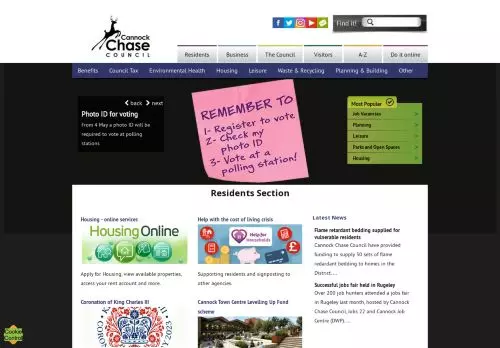 Cannock
Chase
COUNCIL
Find it!
Residents
Business
The Council
Visitors
A-Z
Do it online
Benefits
Council Tax
Environmental Health
Housing
Leisure
Waste & Recycling
Planning & Building
Other
back
next
Photo ID for voting
From 4 May a photo ID will be
required to vote at polling
stations
REMEMBER TO
1- Register to vote
2- Check my
photo ID
3- Vote at a
polling station!
Most Popular
Job Vacancies
Planning
Leisure
Parks and Open Spaces
Housing
Residents Section
Housing - online services
HousingOnline
Apply for Housing, view available properties,
access your rent account and more.
Coronation of King Charles III
Help with the cost of living crisis
Help for
Households
Supporting residents and signposting to
other agencies.
Cannock Town Centre Levelling Up Fund
scheme
Latest News
Flame retardant bedding supplied for
vulnerable residents
Cannock Chase Council have provided
funding to supply 50 sets of flame
redardant bedding to homes in the
District....
Successful jobs fair held in Rugeley
Over 200 job hunters attended a jobs fair
in Rugeley last month, hosted by Cannock
Chase Council, Jobs 22 and Cannock Job
Centre (DWP)....
Cookie
Control